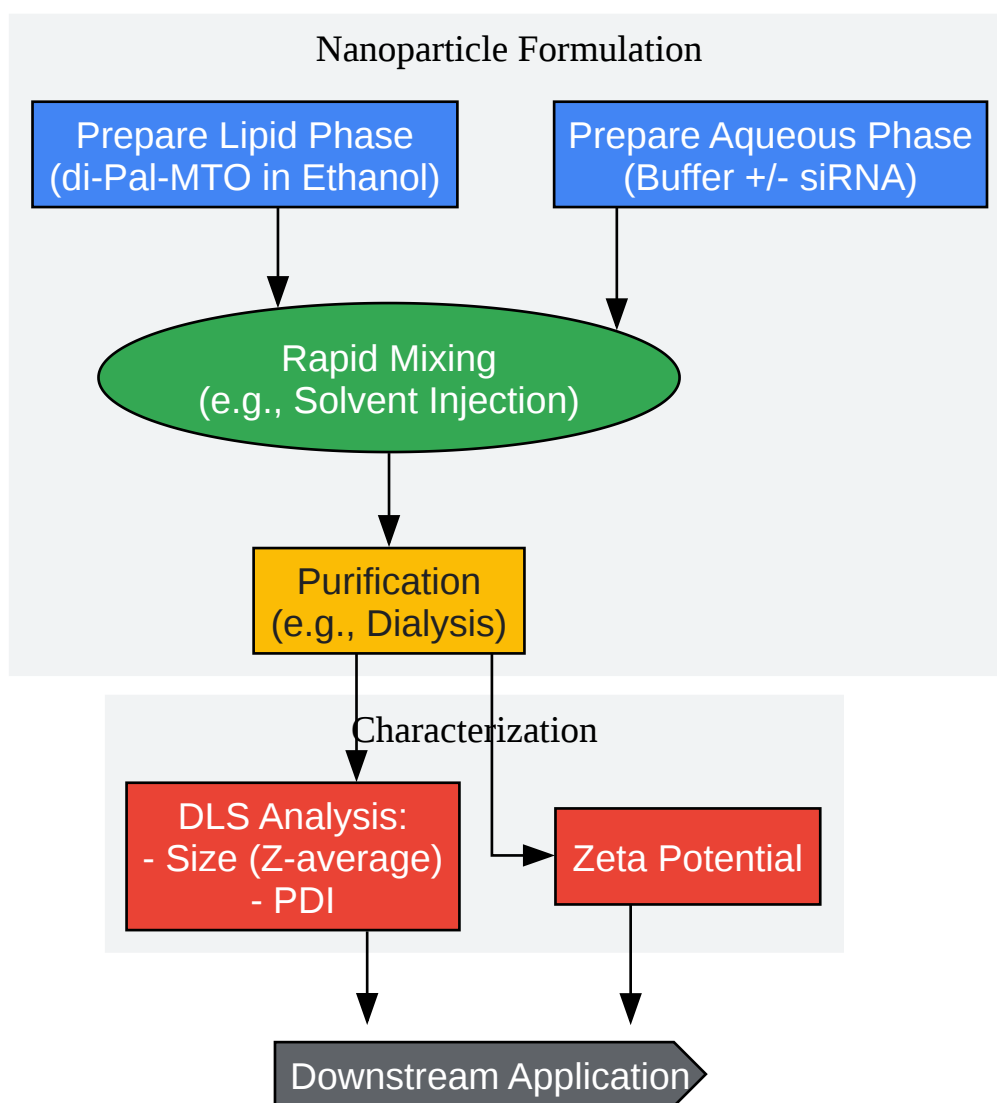 Nanoparticle Formulation
Prepare Lipid Phase
(di-Pal-MTO in Ethanol)
Prepare Aqueous Phase
(Buffer +/- siRNA)
Rapid Mixing
(e.g., Solvent Injection)
Purification
(e.g., Dialysis)
Characterization
DLS Analysis:
- Size (Z-average)
- PDI
Zeta Potential
Downstream Application